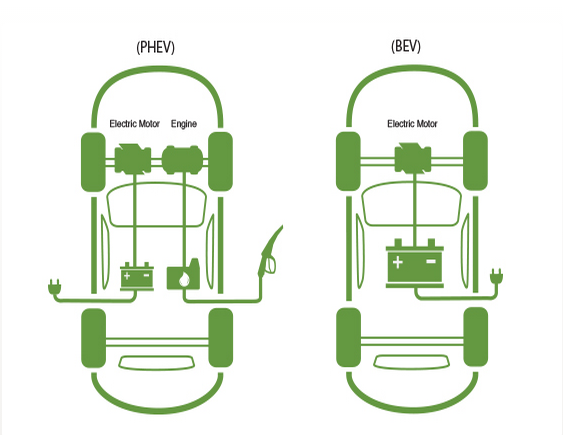 (PHEV)
(BEV)
Electric Motor Engine
Electric Motor
+ −
+ −